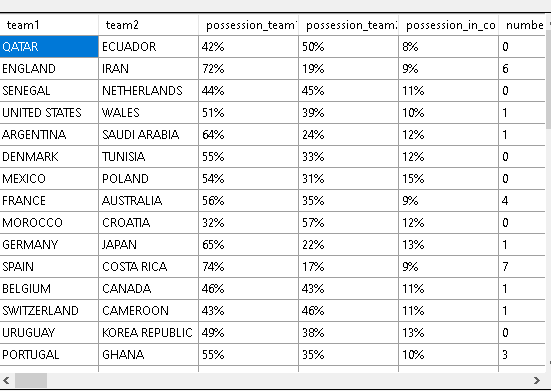 team1 team2 possession_team1 possession_team2 possession_in_co numbe
QATAR ECUADOR 42% 50% 8% 0
ENGLAND IRAN 72% 19% 9% 6
SENEGAL NETHERLANDS 44% 45% 11% 0
UNITED STATES WALES 51% 39% 10% 1
ARGENTINA SAUDI ARABIA 64% 24% 12% 1
DENMARK TUNISIA 55% 33% 12% 0
MEXICO POLAND 54% 31% 15% 0
FRANCE AUSTRALIA 56% 35% 9% 4
MOROCCO CROATIA 32% 57% 12% 0
GERMANY JAPAN 65% 22% 13% 1
SPAIN COSTA RICA 74% 17% 9% 7
BELGIUM CANADA 46% 43% 11% 1
SWITZERLAND CAMEROON 43% 46% 11% 1
URUGUAY KOREA REPUBLIC 49% 38% 13% 0
PORTUGAL GHANA 55% 35% 10% 3